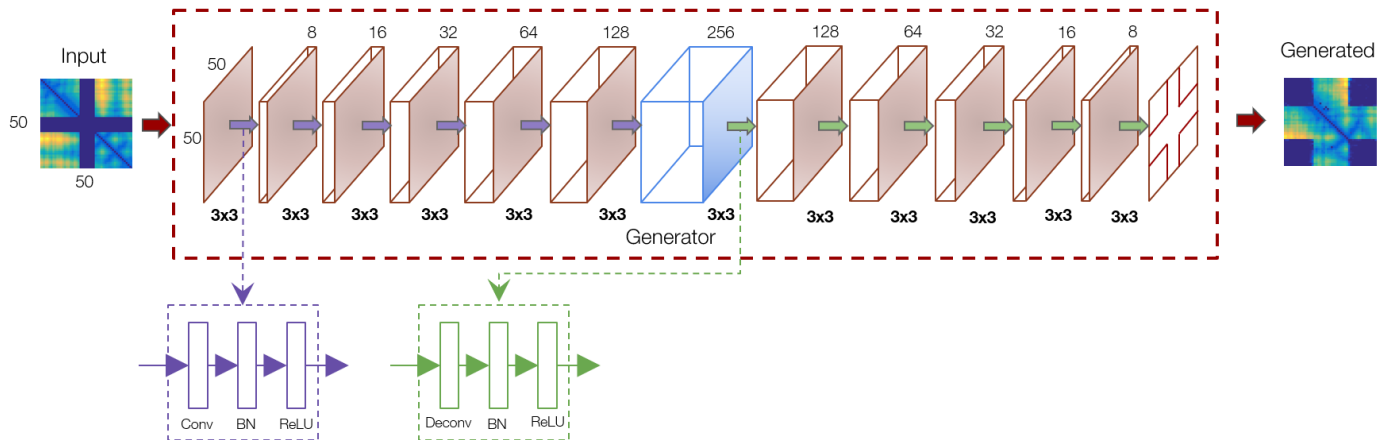 8 16 32 64 128 256 128 64 32 16 8
Input
Generated
50
50
50
50
3x3 3x3 3x3 3x3 3x3 3x3 3x3 3x3 3x3 3x3 3x3 3x3
Generator
Conv BN ReLU
Deconv BN ReLU